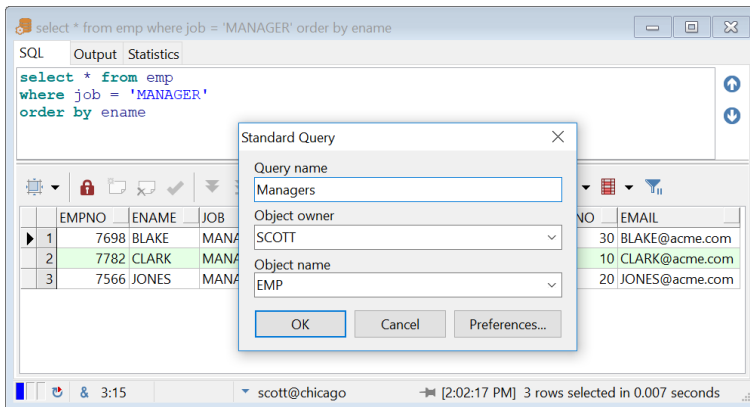 select * from emp where job = 'MANAGER' order by ename
SQL Output Statistics
select * from emp
where job = 'MANAGER'
order by ename
Standard Query
Query name
Managers
Object owner
SCOTT
Object name
EMP
OK Cancel Preferences...
EMPNO ENAME JOB NO EMAIL
1 7698 BLAKE MANA 30 BLAKE@acme.com
2 7782 CLARK MANA 10 CLARK@acme.com
3 7566 JONES MANA 20 JONES@acme.com
& 3:15 scott@chicago [2:02:17 PM] 3 rows selected in 0.007 seconds